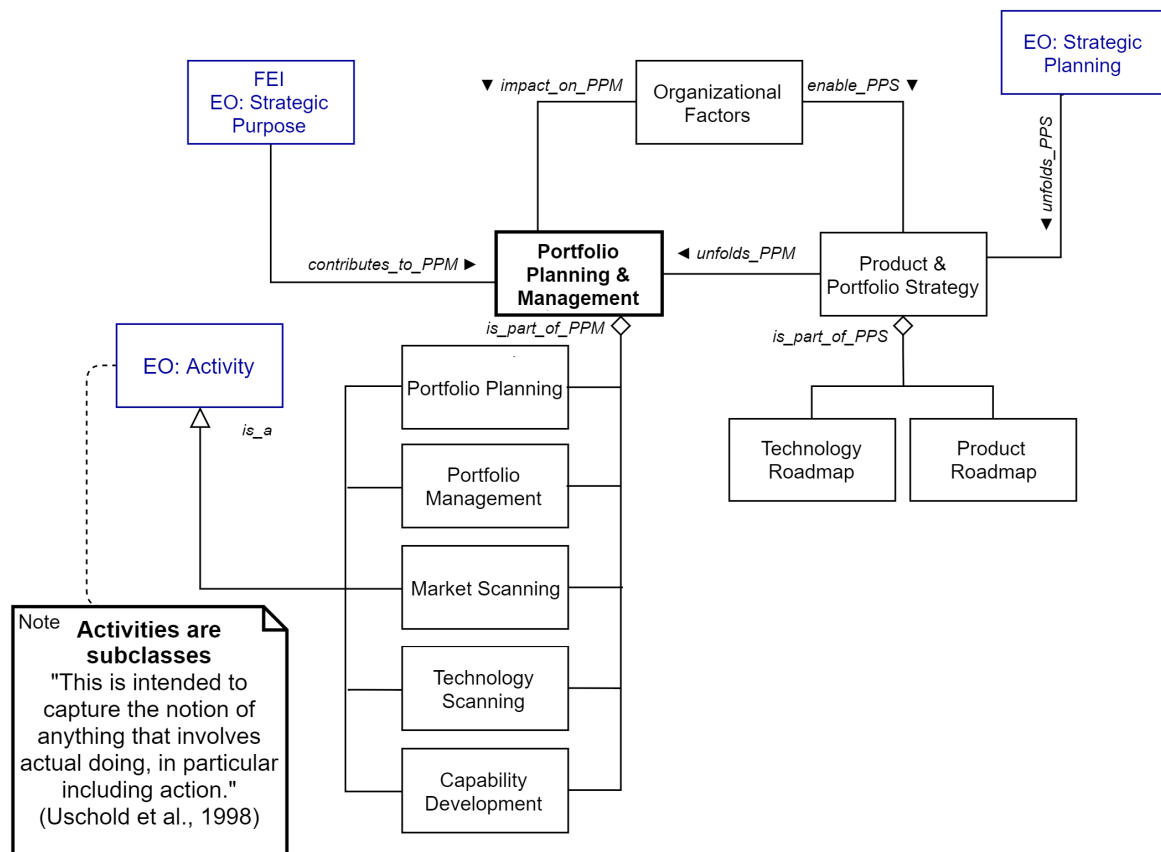 EO: Strategic
Planning
FEI
EO: Strategic
Purpose
▼ impact_on_PPM
Organizational
Factors
enable_PPS ▼
◄ unfolds_PPS
contributes_to_PPM ►
Portfolio
Planning &
Management
◄ unfolds_PPM
Product &
Portfolio Strategy
is_part_of_PPM
is_part_of_PPS
EO: Activity
is_a
Portfolio Planning
Portfolio
Management
Market Scanning
Technology
Scanning
Capability
Development
Technology
Roadmap
Product
Roadmap
Note
Activities are
subclasses
"This is intended to
capture the notion of
anything that involves
actual doing, in particular
including action."
(Uschold et al., 1998)